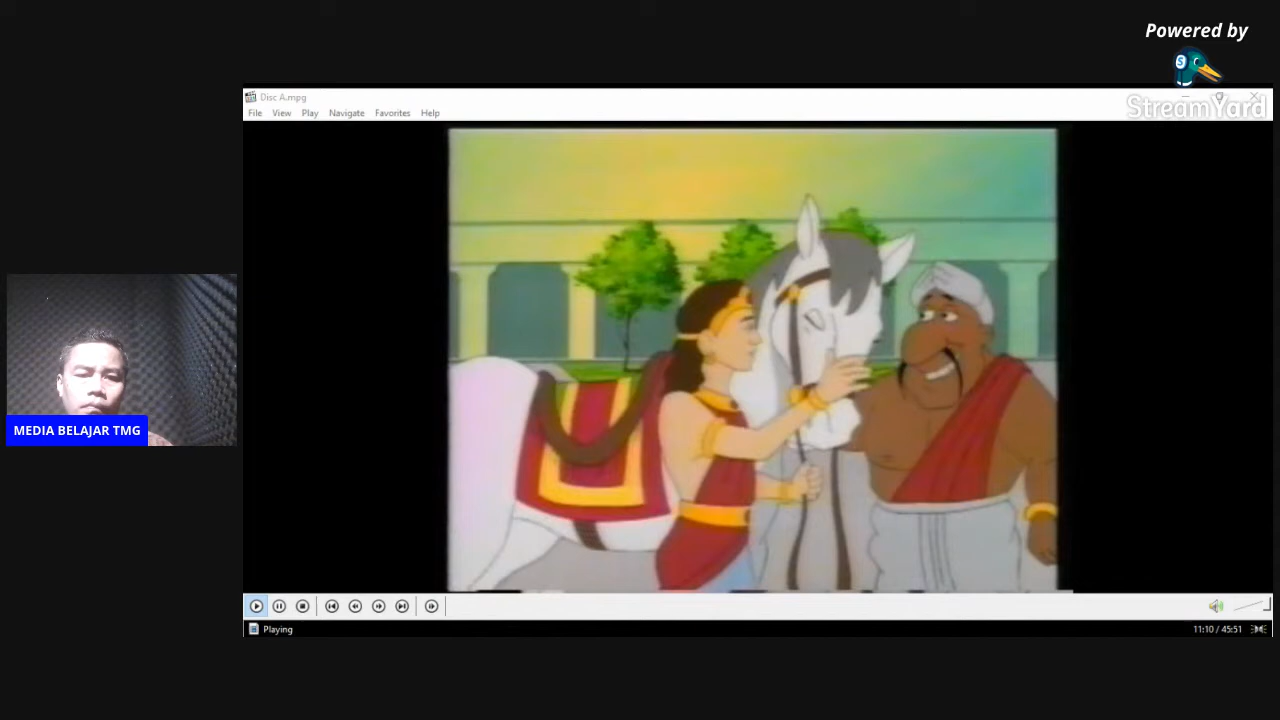 Powered by
S
StreamYard
Disc A.mpg
File View Play Navigate Favorites Help
MEDIA BELAJAR TMG
Playing
11:10 / 45:51